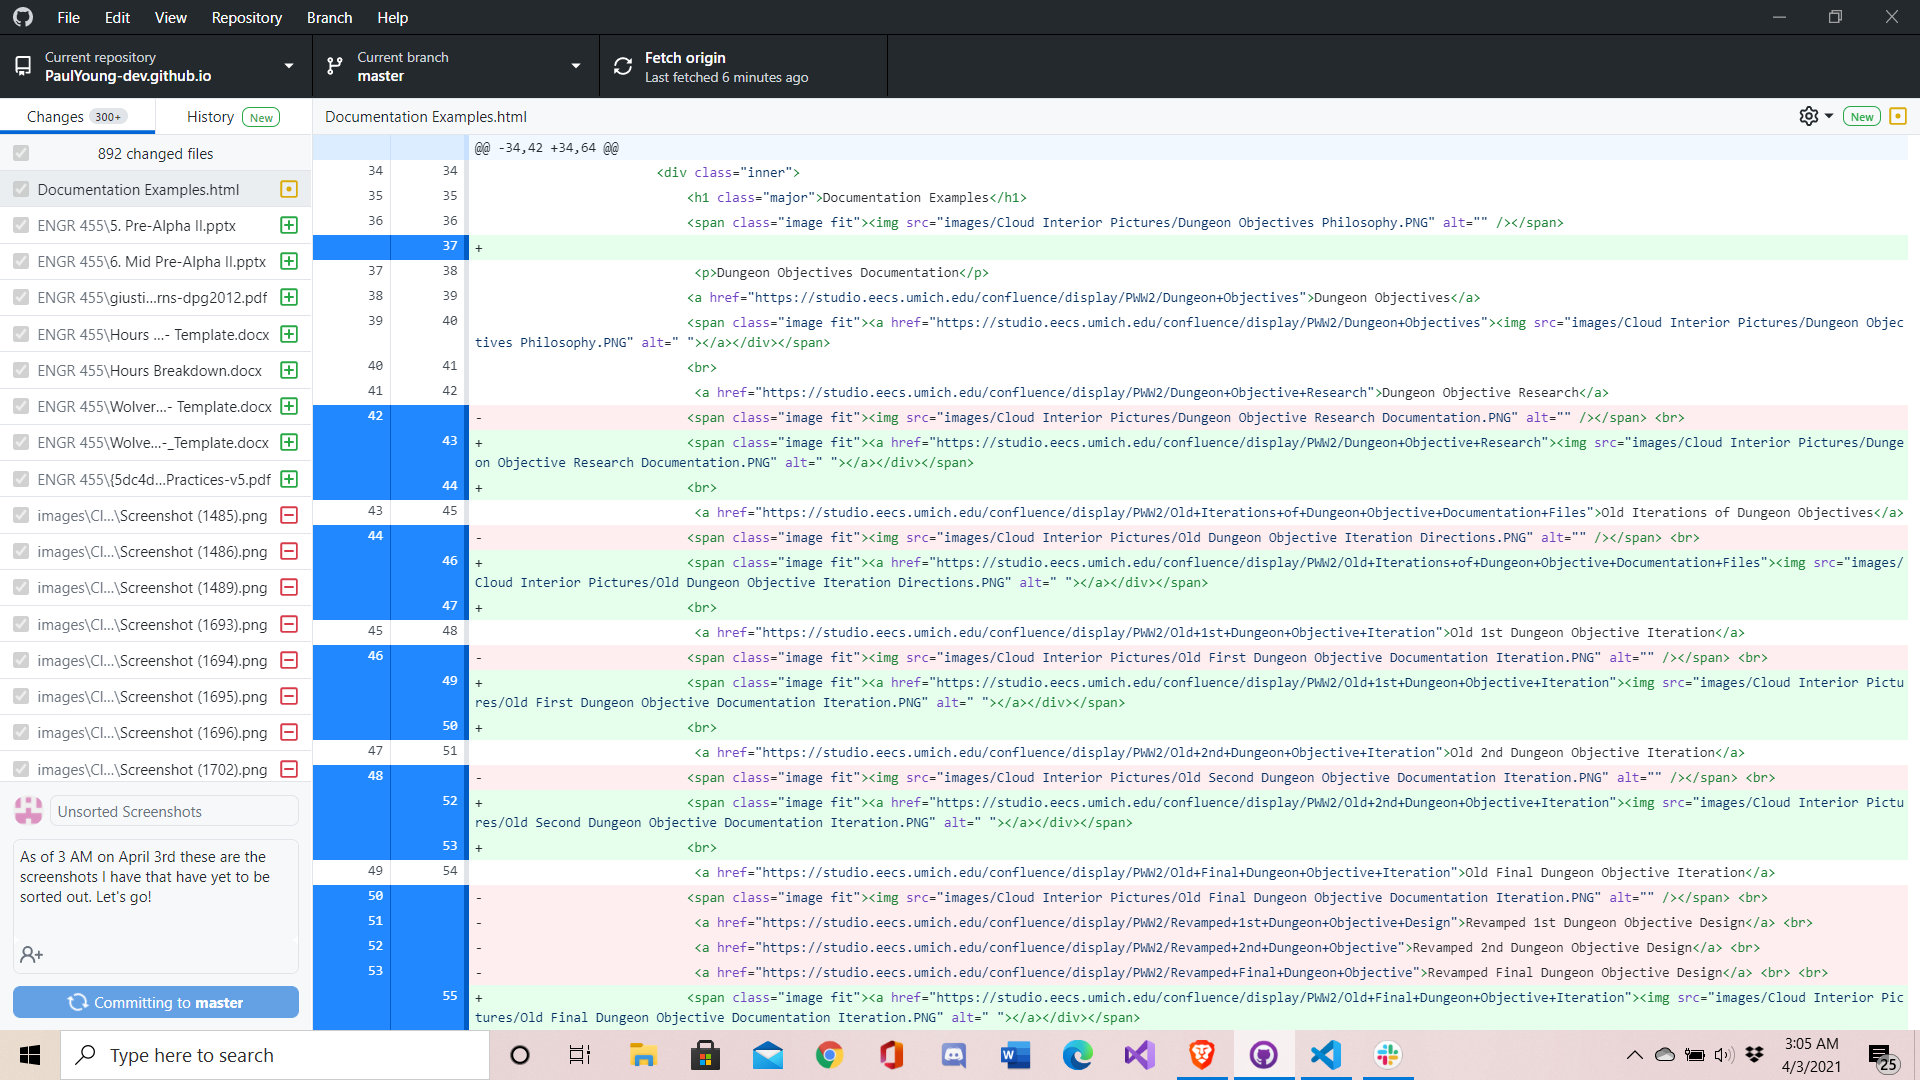 File Edit View Repository Branch Help
Current repository
PaulYoung-dev.github.io
Current branch
master
Fetch origin
Last fetched 6 minutes ago
Changes 300+
History New
892 changed files
Documentation Examples.html
ENGR 455\5. Pre-Alpha II.pptx
ENGR 455\6. Mid Pre-Alpha II.pptx
ENGR 455\giusti...rns-dpg2012.pdf
ENGR 455\Hours ...- Template.docx
ENGR 455\Hours Breakdown.docx
ENGR 455\Wolver...- Template.docx
ENGR 455\Wolve...-_Template.docx
ENGR 455\{5dc4d...Practices-v5.pdf
images\Cl...\Screenshot (1485).png
images\Cl...\Screenshot (1486).png
images\Cl...\Screenshot (1489).png
images\Cl...\Screenshot (1693).png
images\Cl...\Screenshot (1694).png
images\Cl...\Screenshot (1695).png
images\Cl...\Screenshot (1696).png
images\Cl...\Screenshot (1702).png
Unsorted Screenshots
As of 3 AM on April 3rd these are the
screenshots I have that have yet to be
sorted out. Let's go!
Committing to master
Documentation Examples.html
New
@@ -34,42 +34,64 @@
34 34 <div class="inner">
35 35 <h1 class="major">Documentation Examples</h1>
36 36 <span class="image fit"><img src="images/Cloud Interior Pictures/Dungeon Objectives Philosophy.PNG" alt="" /></span>
37 +
37 38 <p>Dungeon Objectives Documentation</p>
38 39 <a href="https://studio.eecs.umich.edu/confluence/display/PWW2/Dungeon+Objectives">Dungeon Objectives</a>
39 40 <span class="image fit"><a href="https://studio.eecs.umich.edu/confluence/display/PWW2/Dungeon+Objectives"><img src="images/Cloud Interior Pictures/Dungeon Objec
tives Philosophy.PNG" alt=" "></a></div></span>
40 41 <br>
41 42 <a href="https://studio.eecs.umich.edu/confluence/display/PWW2/Dungeon+Objective+Research">Dungeon Objective Research</a>
42 - <span class="image fit"><img src="images/Cloud Interior Pictures/Dungeon Objective Research Documentation.PNG" alt="" /></span> <br>
43 + <span class="image fit"><a href="https://studio.eecs.umich.edu/confluence/display/PWW2/Dungeon+Objective+Research"><img src="images/Cloud Interior Pictures/Dunge
on Objective Research Documentation.PNG" alt=" "></a></div></span>
44 + <br>
43 45 <a href="https://studio.eecs.umich.edu/confluence/display/PWW2/Old+Iterations+of+Dungeon+Objective+Documentation+Files">Old Iterations of Dungeon Objectives</a>
44 - <span class="image fit"><img src="images/Cloud Interior Pictures/Old Dungeon Objective Iteration Directions.PNG" alt="" /></span> <br>
46 + <span class="image fit"><a href="https://studio.eecs.umich.edu/confluence/display/PWW2/Old+Iterations+of+Dungeon+Objective+Documentation+Files"><img src="images/
Cloud Interior Pictures/Old Dungeon Objective Iteration Directions.PNG" alt=" "></a></div></span>
47 + <br>
45 48 <a href="https://studio.eecs.umich.edu/confluence/display/PWW2/Old+1st+Dungeon+Objective+Iteration">Old 1st Dungeon Objective Iteration</a>
46 - <span class="image fit"><img src="images/Cloud Interior Pictures/Old First Dungeon Objective Documentation Iteration.PNG" alt="" /></span> <br>
49 + <span class="image fit"><a href="https://studio.eecs.umich.edu/confluence/display/PWW2/Old+1st+Dungeon+Objective+Iteration"><img src="images/Cloud Interior Pictu
res/Old First Dungeon Objective Documentation Iteration.PNG" alt=" "></a></div></span>
50 + <br>
47 51 <a href="https://studio.eecs.umich.edu/confluence/display/PWW2/Old+2nd+Dungeon+Objective+Iteration">Old 2nd Dungeon Objective Iteration</a>
48 - <span class="image fit"><img src="images/Cloud Interior Pictures/Old Second Dungeon Objective Documentation Iteration.PNG" alt="" /></span> <br>
52 + <span class="image fit"><a href="https://studio.eecs.umich.edu/confluence/display/PWW2/Old+2nd+Dungeon+Objective+Iteration"><img src="images/Cloud Interior Pictu
res/Old Second Dungeon Objective Documentation Iteration.PNG" alt=" "></a></div></span>
53 + <br>
49 54 <a href="https://studio.eecs.umich.edu/confluence/display/PWW2/Old+Final+Dungeon+Objective+Iteration">Old Final Dungeon Objective Iteration</a>
50 - <span class="image fit"><img src="images/Cloud Interior Pictures/Old Final Dungeon Objective Documentation Iteration.PNG" alt="" /></span> <br>
51 - <a href="https://studio.eecs.umich.edu/confluence/display/PWW2/Revamped+1st+Dungeon+Objective+Design">Revamped 1st Dungeon Objective Design</a> <br>
52 - <a href="https://studio.eecs.umich.edu/confluence/display/PWW2/Revamped+2nd+Dungeon+Objective">Revamped 2nd Dungeon Objective Design</a> <br>
53 - <a href="https://studio.eecs.umich.edu/confluence/display/PWW2/Revamped+Final+Dungeon+Objective">Revamped Final Dungeon Objective Design</a> <br> <br>
55 + <span class="image fit"><a href="https://studio.eecs.umich.edu/confluence/display/PWW2/Old+Final+Dungeon+Objective+Iteration"><img src="images/Cloud Interior Pic
tures/Old Final Dungeon Objective Documentation Iteration.PNG" alt=" "></a></div></span>
Type here to search
3:05 AM
4/3/2021
25